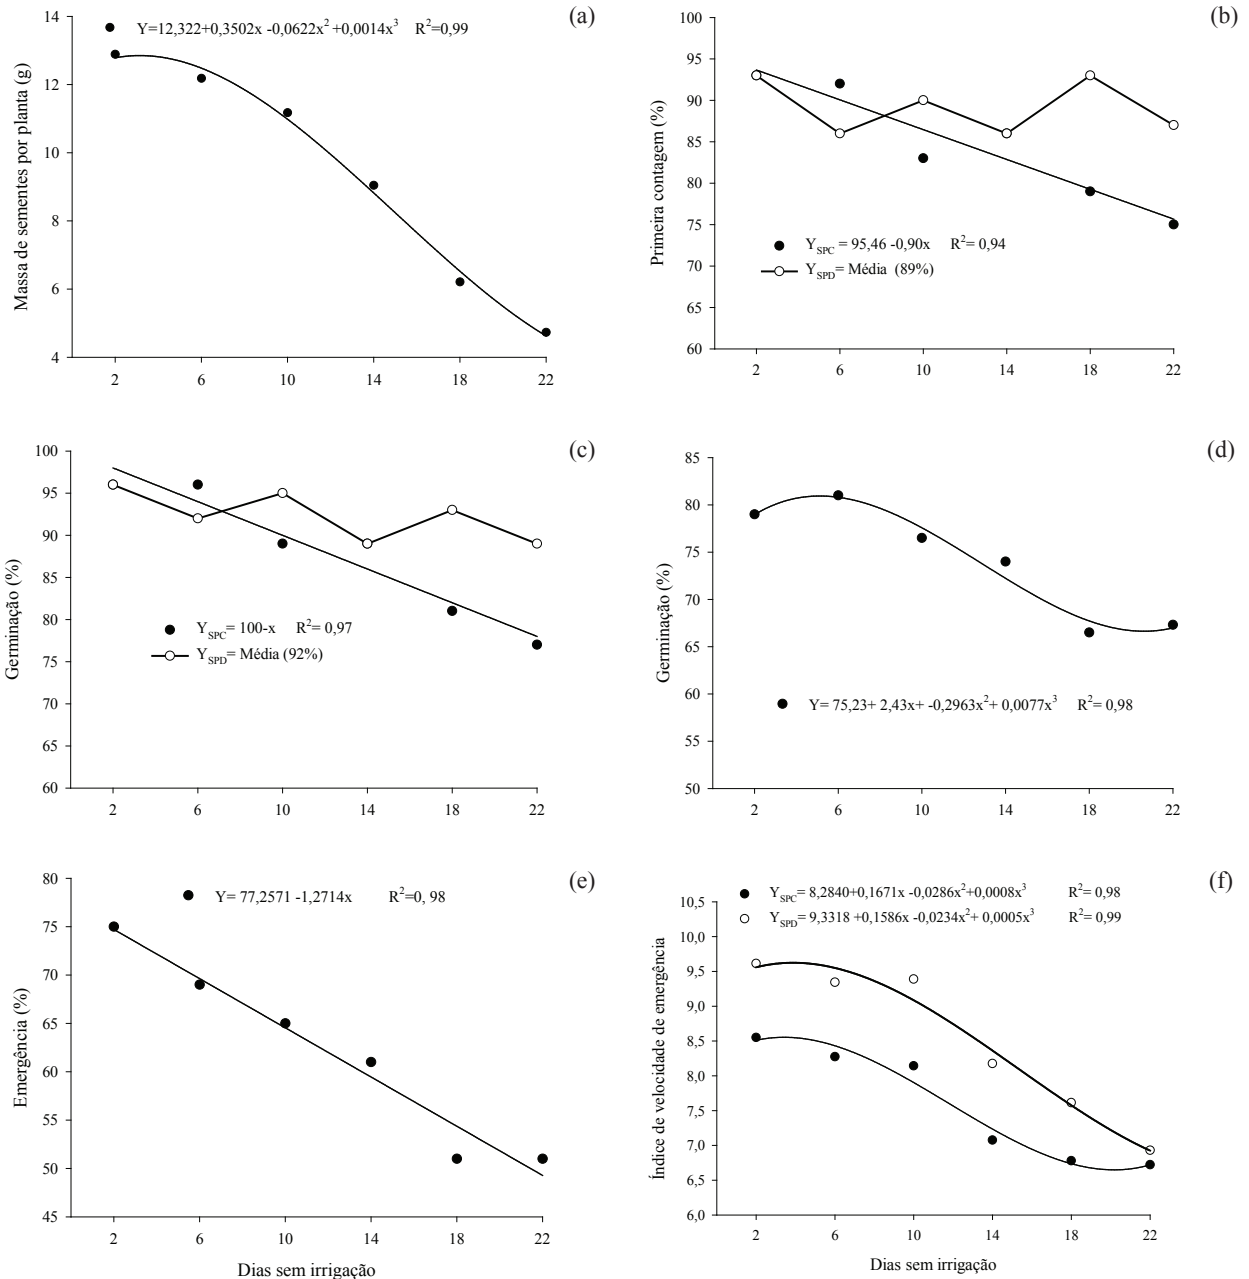 (a)
Y=12,322+0,3502x -0,0622x² +0,0014x³ R²=0,99
Massa de sementes por planta (g)
14
12
10
8
6
4
2 6 10 14 18 22
(b)
Primeira contagem (%)
100
95
90
85
80
75
70
65
60
Y_SPC = 95,46 -0,90x R²= 0,94
Y_SPD= Média (89%)
2 6 10 14 18 22
(c)
Germinação (%)
100
95
90
85
80
75
70
65
60
Y_SPC= 100-x R²= 0,97
Y_SPD= Média (92%)
2 6 10 14 18 22
(d)
Germinação (%)
85
80
75
70
65
60
55
50
Y= 75,23+ 2,43x+ -0,2963x²+ 0,0077x³ R²= 0,98
2 6 10 14 18 22
(e)
Y= 77,2571 -1,2714x R²=0, 98
Emergência (%)
80
75
70
65
60
55
50
45
2 6 10 14 18 22
Dias sem irrigação
(f)
Y_SPC= 8,2840+0,1671x -0,0286x²+0,0008x³ R²= 0,98
Y_SPD= 9,3318 +0,1586x -0,0234x²+ 0,0005x³ R²= 0,99
Índice de velocidade de emergência
10,5
10,0
9,5
9,0
8,5
8,0
7,5
7,0
6,5
6,0
2 6 10 14 18 22
Dias sem irrigação